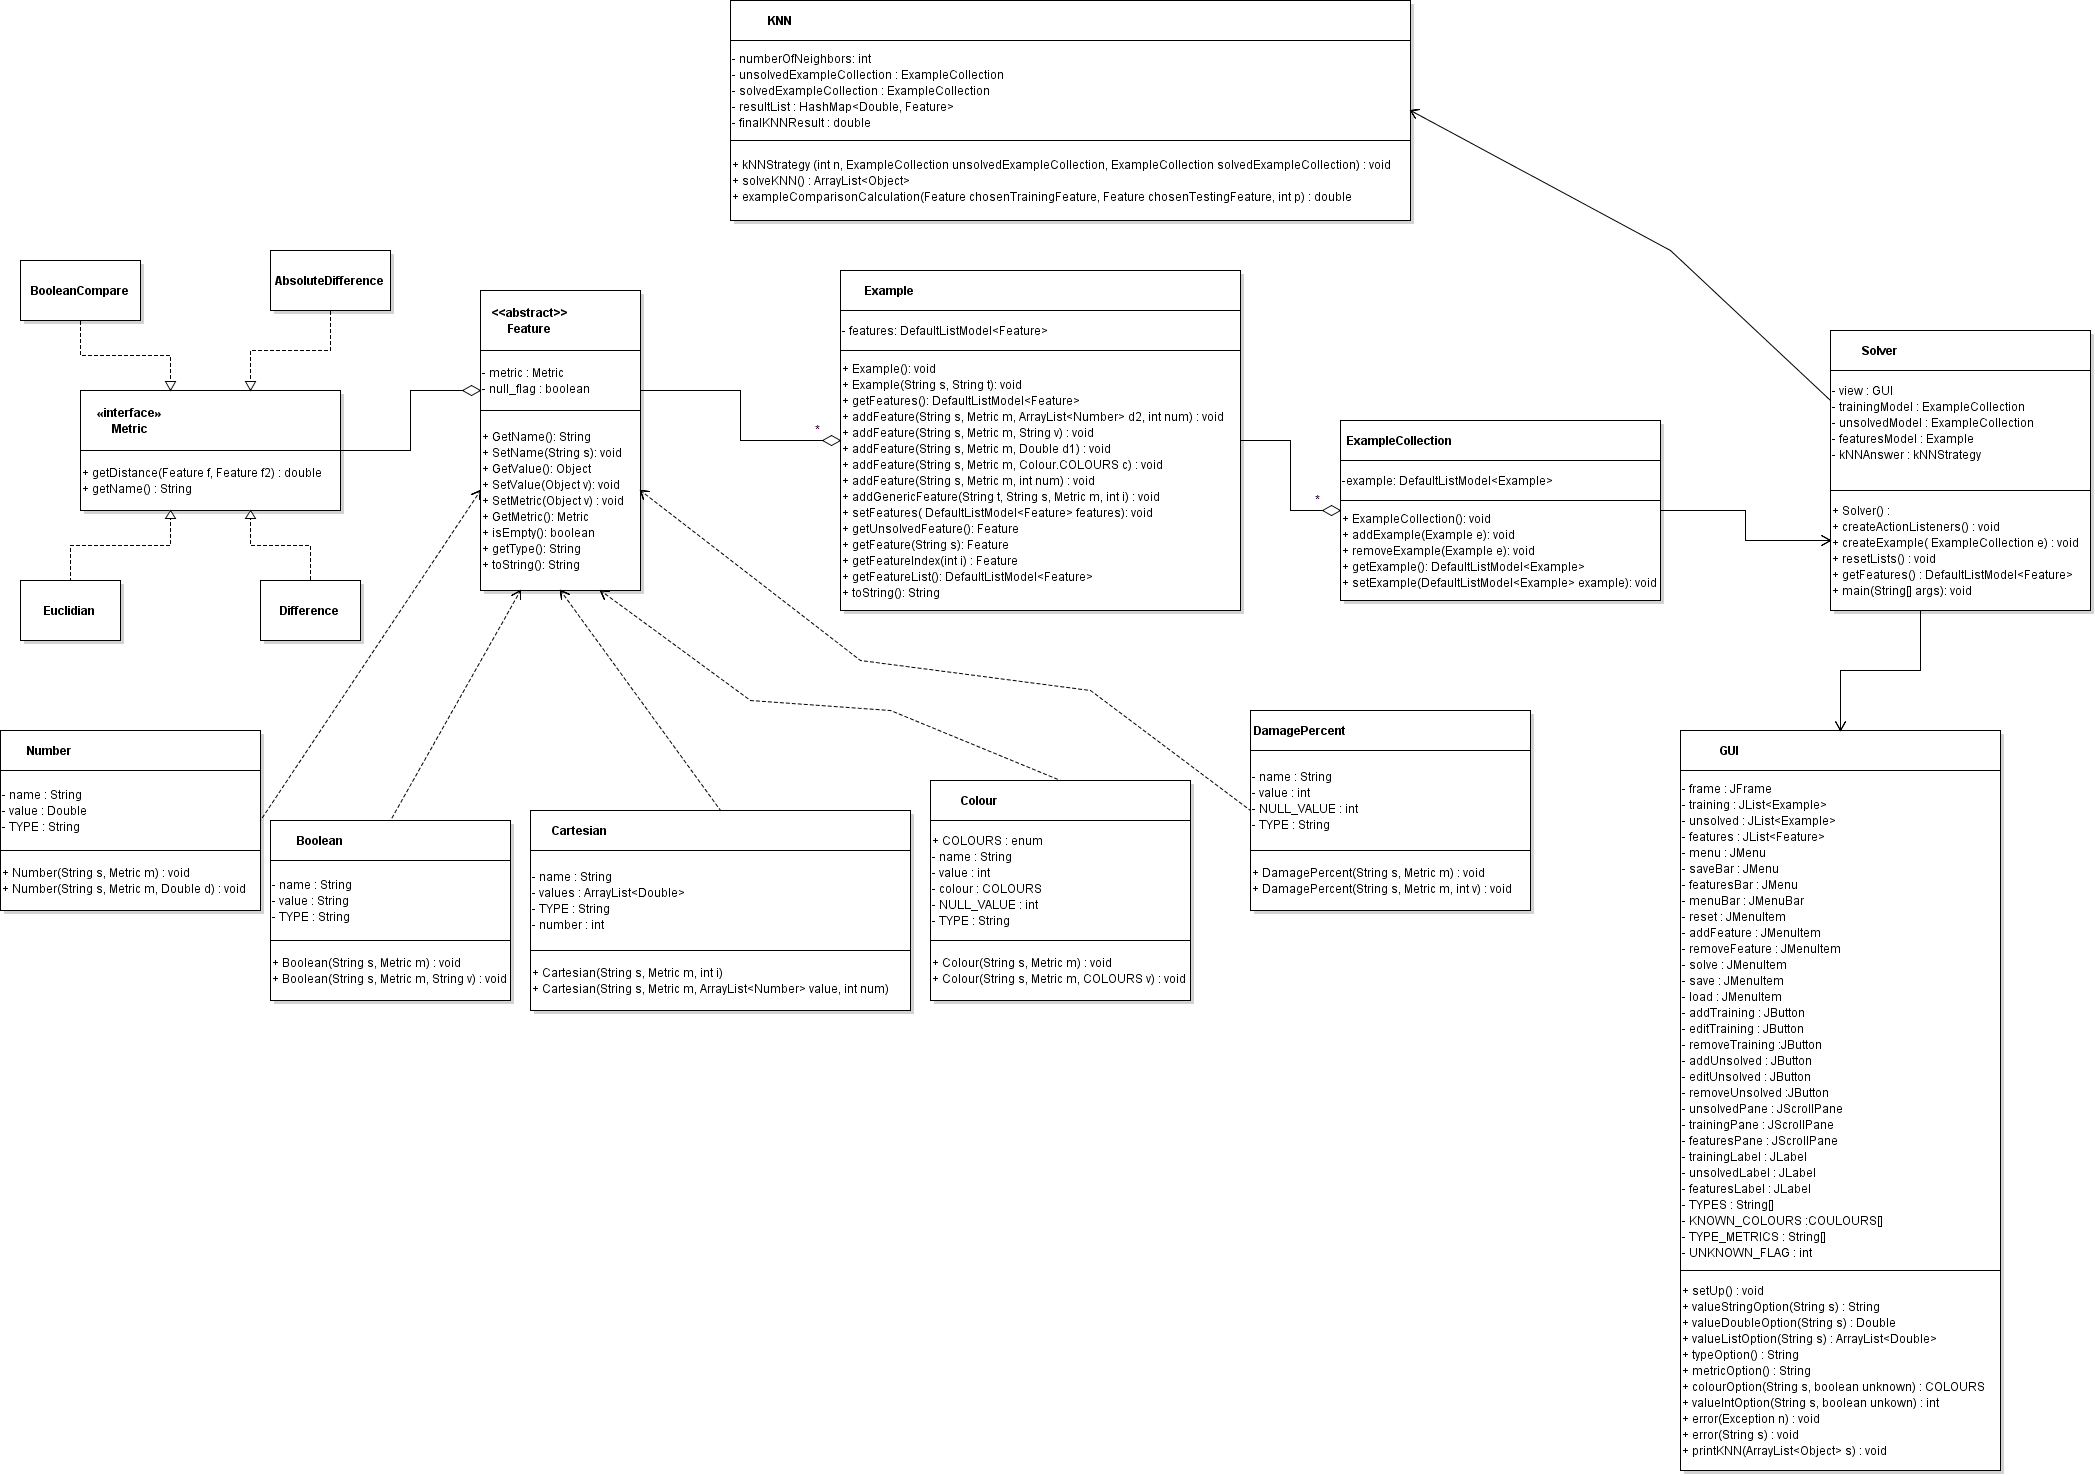 KNN
- numberOfNeighbors: int
- unsolvedExampleCollection : ExampleCollection
- solvedExampleCollection : ExampleCollection
- resultList : HashMap<Double, Feature>
- finalKNNResult : double
+ kNNStrategy (int n, ExampleCollection unsolvedExampleCollection, ExampleCollection solvedExampleCollection) : void
+ solveKNN() : ArrayList<Object>
+ exampleComparisonCalculation(Feature chosenTrainingFeature, Feature chosenTestingFeature, int p) : double
BooleanCompare
AbsoluteDifference
«interface»
Metric
+ getDistance(Feature f, Feature f2) : double
+ getName() : String
Euclidian
Difference
<<abstract>>
Feature
- metric : Metric
- null_flag : boolean
+ GetName(): String
+ SetName(String s): void
+ GetValue(): Object
+ SetValue(Object v): void
+ SetMetric(Object v) : void
+ GetMetric(): Metric
+ isEmpty(): boolean
+ getType(): String
+ toString(): String
*
Example
- features: DefaultListModel<Feature>
+ Example(): void
+ Example(String s, String t): void
+ getFeatures(): DefaultListModel<Feature>
+ addFeature(String s, Metric m, ArrayList<Number> d2, int num) : void
+ addFeature(String s, Metric m, String v) : void
+ addFeature(String s, Metric m, Double d1) : void
+ addFeature(String s, Metric m, Colour.COLOURS c) : void
+ addFeature(String s, Metric m, int num) : void
+ addGenericFeature(String t, String s, Metric m, int i) : void
+ setFeatures( DefaultListModel<Feature> features): void
+ getUnsolvedFeature(): Feature
+ getFeature(String s): Feature
+ getFeatureIndex(int i) : Feature
+ getFeatureList(): DefaultListModel<Feature>
+ toString(): String
*
ExampleCollection
-example: DefaultListModel<Example>
+ ExampleCollection(): void
+ addExample(Example e): void
+ removeExample(Example e): void
+ getExample(): DefaultListModel<Example>
+ setExample(DefaultListModel<Example> example): void
Solver
- view : GUI
- trainingModel : ExampleCollection
- unsolvedModel : ExampleCollection
- featuresModel : Example
- kNNAnswer : kNNStrategy
+ Solver() :
+ createActionListeners() : void
+ createExample( ExampleCollection e) : void
+ resetLists() : void
+ getFeatures() : DefaultListModel<Feature>
+ main(String[] args): void
Number
- name : String
- value : Double
- TYPE : String
+ Number(String s, Metric m) : void
+ Number(String s, Metric m, Double d) : void
Boolean
- name : String
- value : String
- TYPE : String
+ Boolean(String s, Metric m) : void
+ Boolean(String s, Metric m, String v) : void
Cartesian
- name : String
- values : ArrayList<Double>
- TYPE : String
- number : int
+ Cartesian(String s, Metric m, int i)
+ Cartesian(String s, Metric m, ArrayList<Number> value, int num)
Colour
+ COLOURS : enum
- name : String
- value : int
- colour : COLOURS
- NULL_VALUE : int
- TYPE : String
+ Colour(String s, Metric m) : void
+ Colour(String s, Metric m, COLOURS v) : void
DamagePercent
- name : String
- value : int
- NULL_VALUE : int
- TYPE : String
+ DamagePercent(String s, Metric m) : void
+ DamagePercent(String s, Metric m, int v) : void
GUI
- frame : JFrame
- training : JList<Example>
- unsolved : JList<Example>
- features : JList<Feature>
- menu : JMenu
- saveBar : JMenu
- featuresBar : JMenu
- menuBar : JMenuBar
- reset : JMenuItem
- addFeature : JMenuItem
- removeFeature : JMenuItem
- solve : JMenuItem
- save : JMenuItem
- load : JMenuItem
- addTraining : JButton
- editTraining : JButton
- removeTraining :JButton
- addUnsolved : JButton
- editUnsolved : JButton
- removeUnsolved :JButton
- unsolvedPane : JScrollPane
- trainingPane : JScrollPane
- featuresPane : JScrollPane
- trainingLabel : JLabel
- unsolvedLabel : JLabel
- featuresLabel : JLabel
- TYPES : String[]
- KNOWN_COLOURS :COULOURS[]
- TYPE_METRICS : String[]
- UNKNOWN_FLAG : int
+ setUp() : void
+ valueStringOption(String s) : String
+ valueDoubleOption(String s) : Double
+ valueListOption(String s) : ArrayList<Double>
+ typeOption() : String
+ metricOption() : String
+ colourOption(String s, boolean unknown) : COLOURS
+ valueIntOption(String s, boolean unkown) : int
+ error(Exception n) : void
+ error(String s) : void
+ printKNN(ArrayList<Object> s) : void